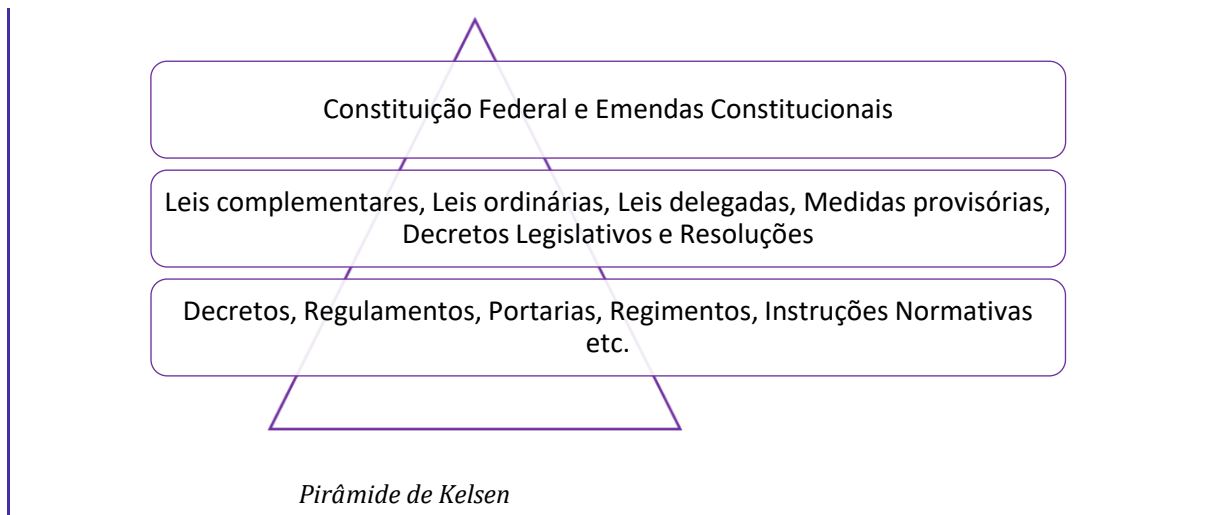 Constituição Federal e Emendas Constitucionais
Leis complementares, Leis ordinárias, Leis delegadas, Medidas provisórias,
Decretos Legislativos e Resoluções
Decretos, Regulamentos, Portarias, Regimentos, Instruções Normativas
etc.
Pirâmide de Kelsen